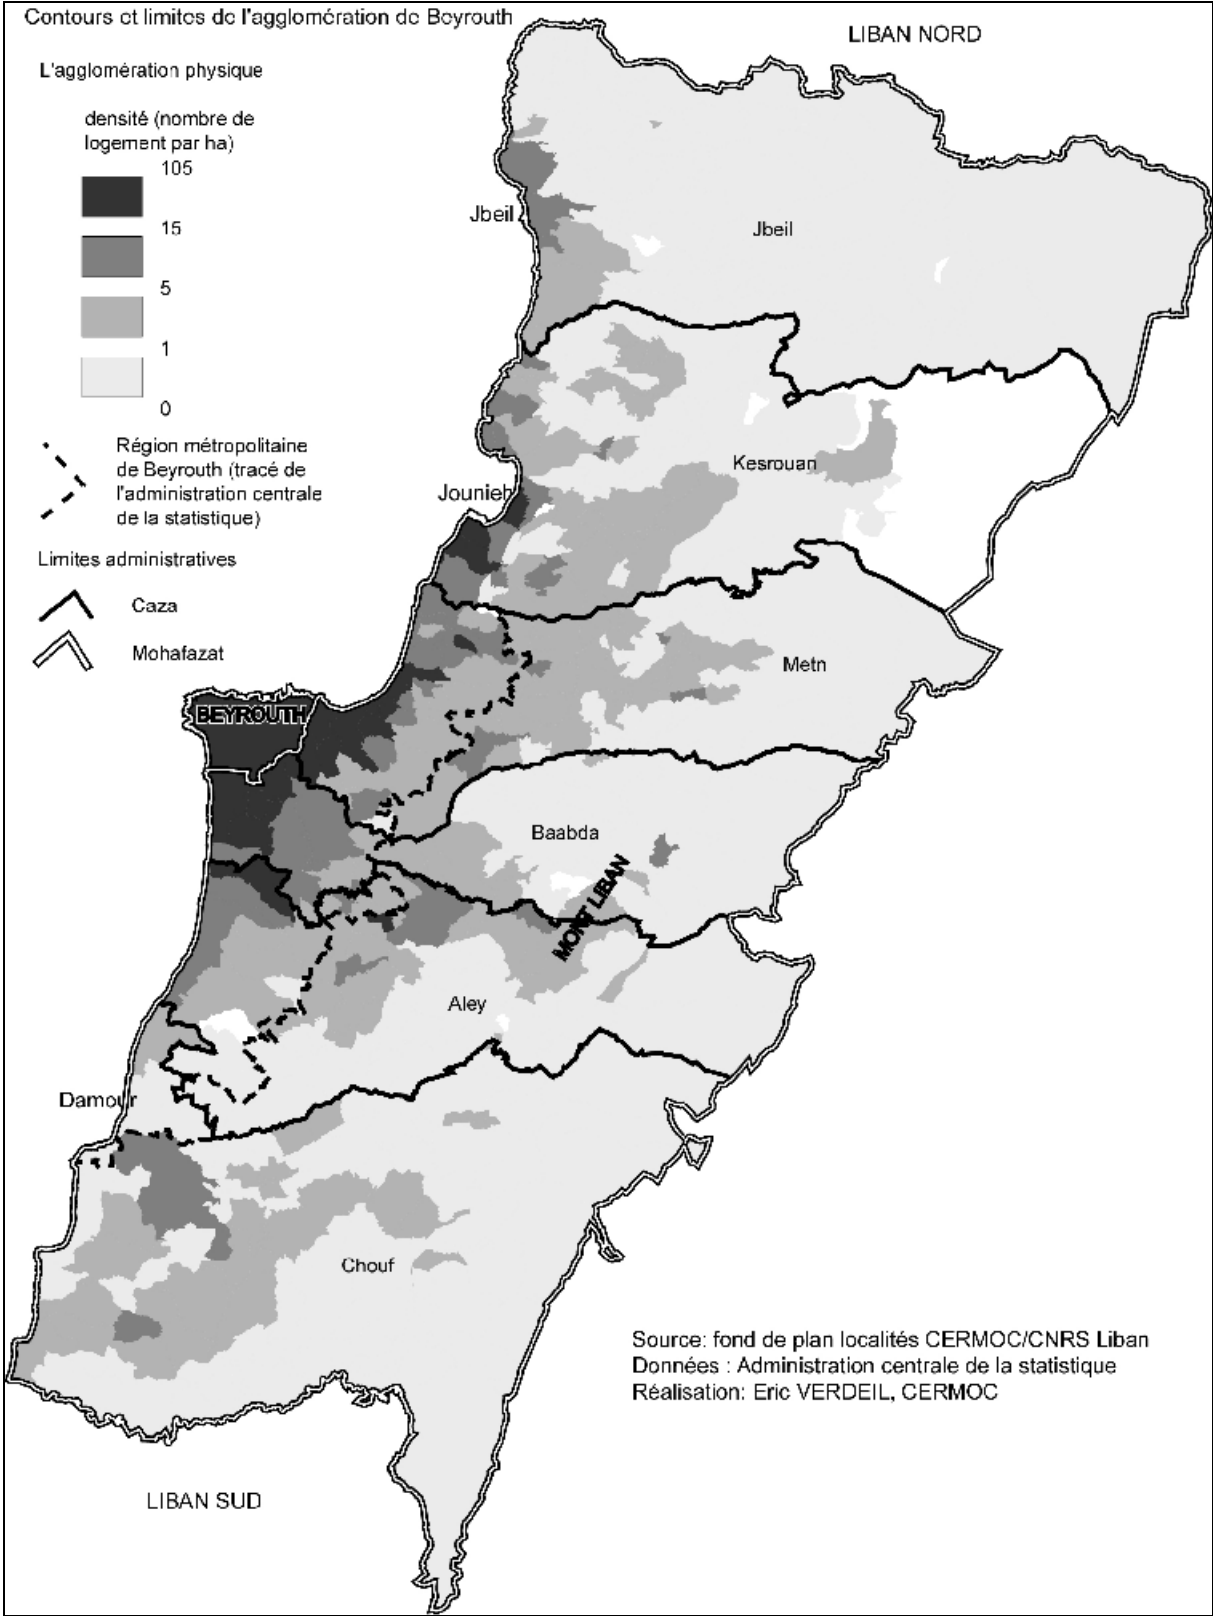 Contours et limites de l'agglomération de Beyrouth
LIBAN NORD
L'agglomération physique
densité (nombre de
logement par ha)
105
15
5
1
0
Région métropolitaine
de Beyrouth (tracé de
l'administration centrale
de la statistique)
Limites administratives
Caza
Mohafazat
Jbeil
Jbeil
Kesrouan
Jounieh
Metn
BEYROUTH
Baabda
MONT LIBAN
Aley
Damour
Chouf
Source: fond de plan localités CERMOC/CNRS Liban
Données : Administration centrale de la statistique
Réalisation: Eric VERDEIL, CERMOC
LIBAN SUD